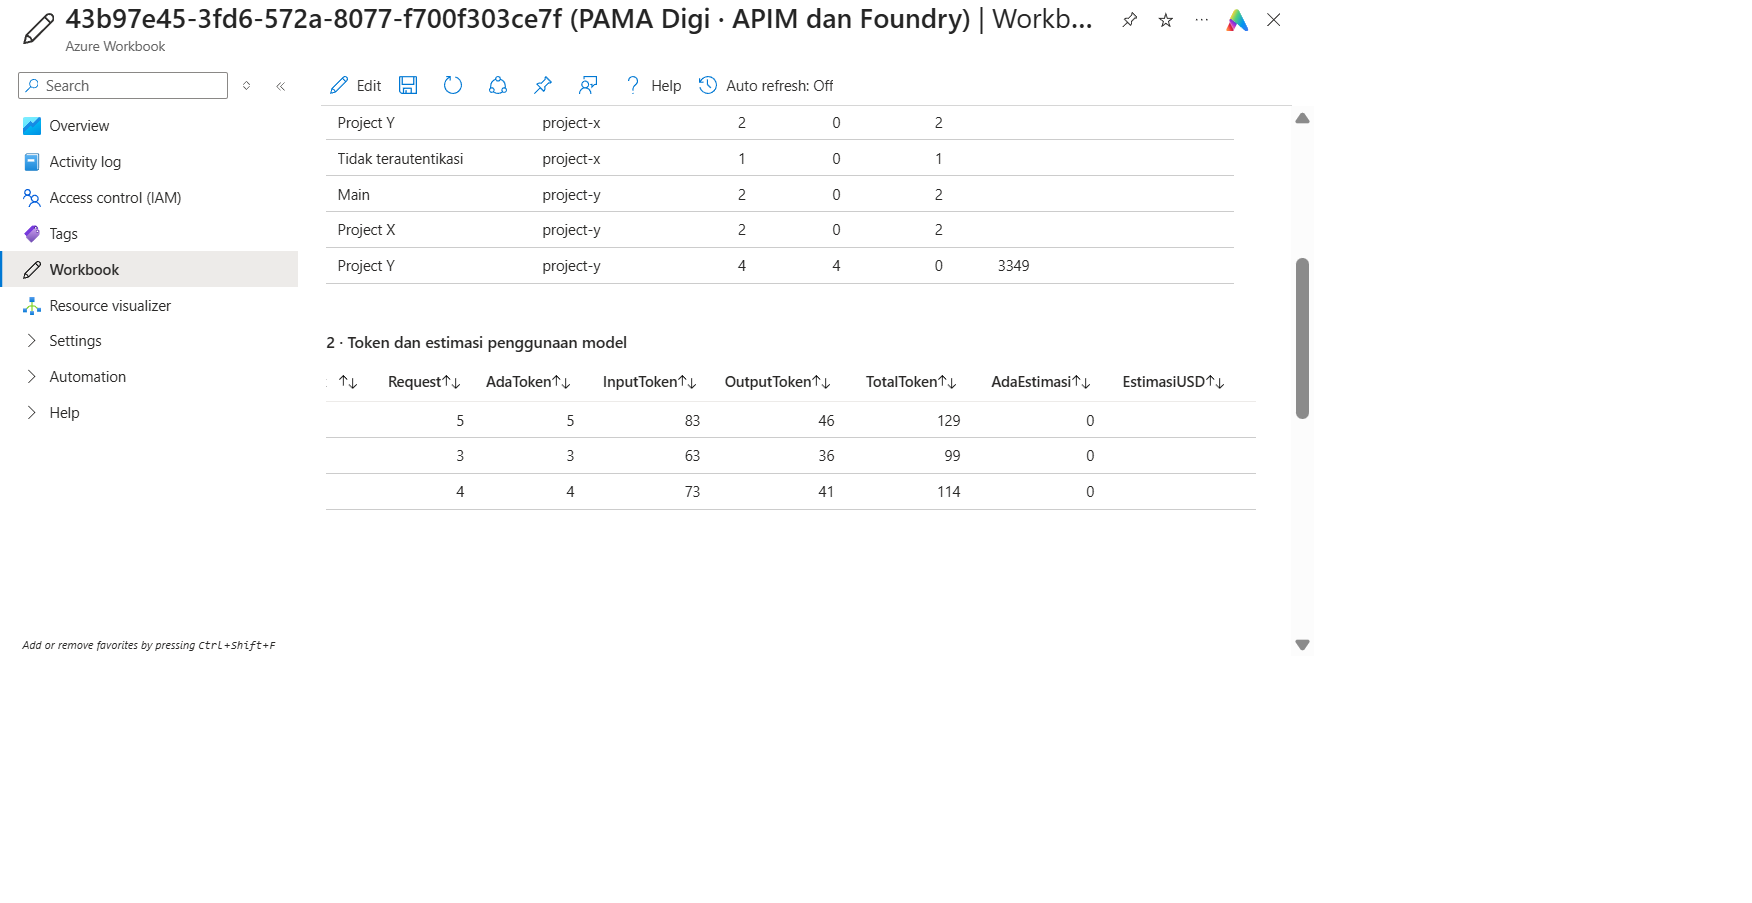 43b97e45-3fd6-572a-8077-f700f303ce7f (PAMA Digi · APIM dan Foundry) | Workb...
Azure Workbook
Search
Edit
Help
Auto refresh: Off
Overview
Activity log
Access control (IAM)
Tags
Workbook
Resource visualizer
Settings
Automation
Help
Add or remove favorites by pressing Ctrl+Shift+F
Project Y project-x 2 0 2
Tidak terautentikasi project-x 1 0 1
Main project-y 2 0 2
Project X project-y 2 0 2
Project Y project-y 4 4 0 3349
2 · Token dan estimasi penggunaan model
Request↑↓ AdaToken↑↓ InputToken↑↓ OutputToken↑↓ TotalToken↑↓ AdaEstimasi↑↓ EstimasiUSD↑↓
5 5 83 46 129 0
3 3 63 36 99 0
4 4 73 41 114 0